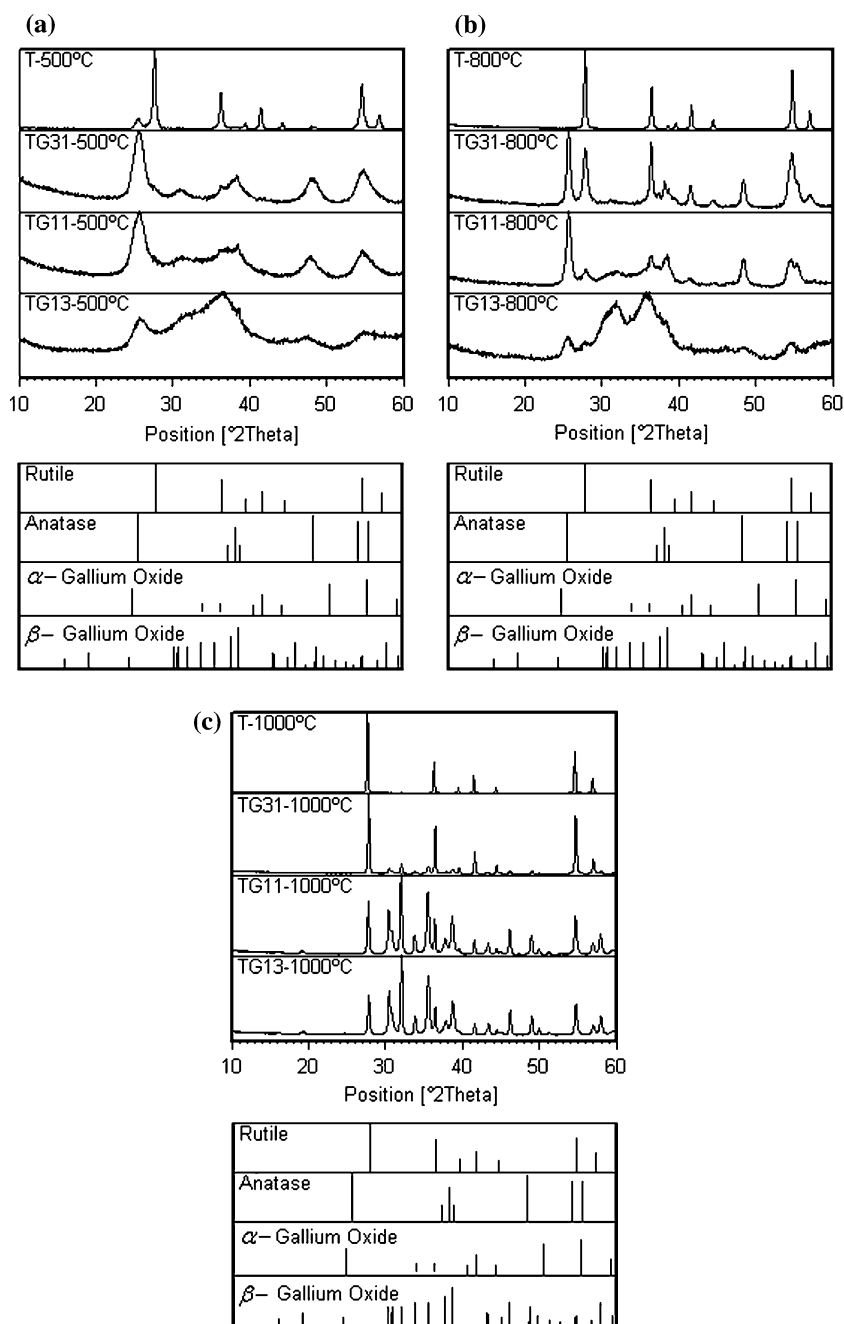 (a)
T-500ºC
TG31-500ºC
TG11-500ºC
TG13-500ºC
10 20 30 40 50 60
Position [°2Theta]
Rutile
Anatase
α– Gallium Oxide
β– Gallium Oxide
(b)
T-800ºC
TG31-800ºC
TG11-800ºC
TG13-800ºC
10 20 30 40 50 60
Position [°2Theta]
Rutile
Anatase
α– Gallium Oxide
β– Gallium Oxide
(c)
T-1000ºC
TG31-1000ºC
TG11-1000ºC
TG13-1000ºC
10 20 30 40 50 60
Position [°2Theta]
Rutile
Anatase
α– Gallium Oxide
β– Gallium Oxide